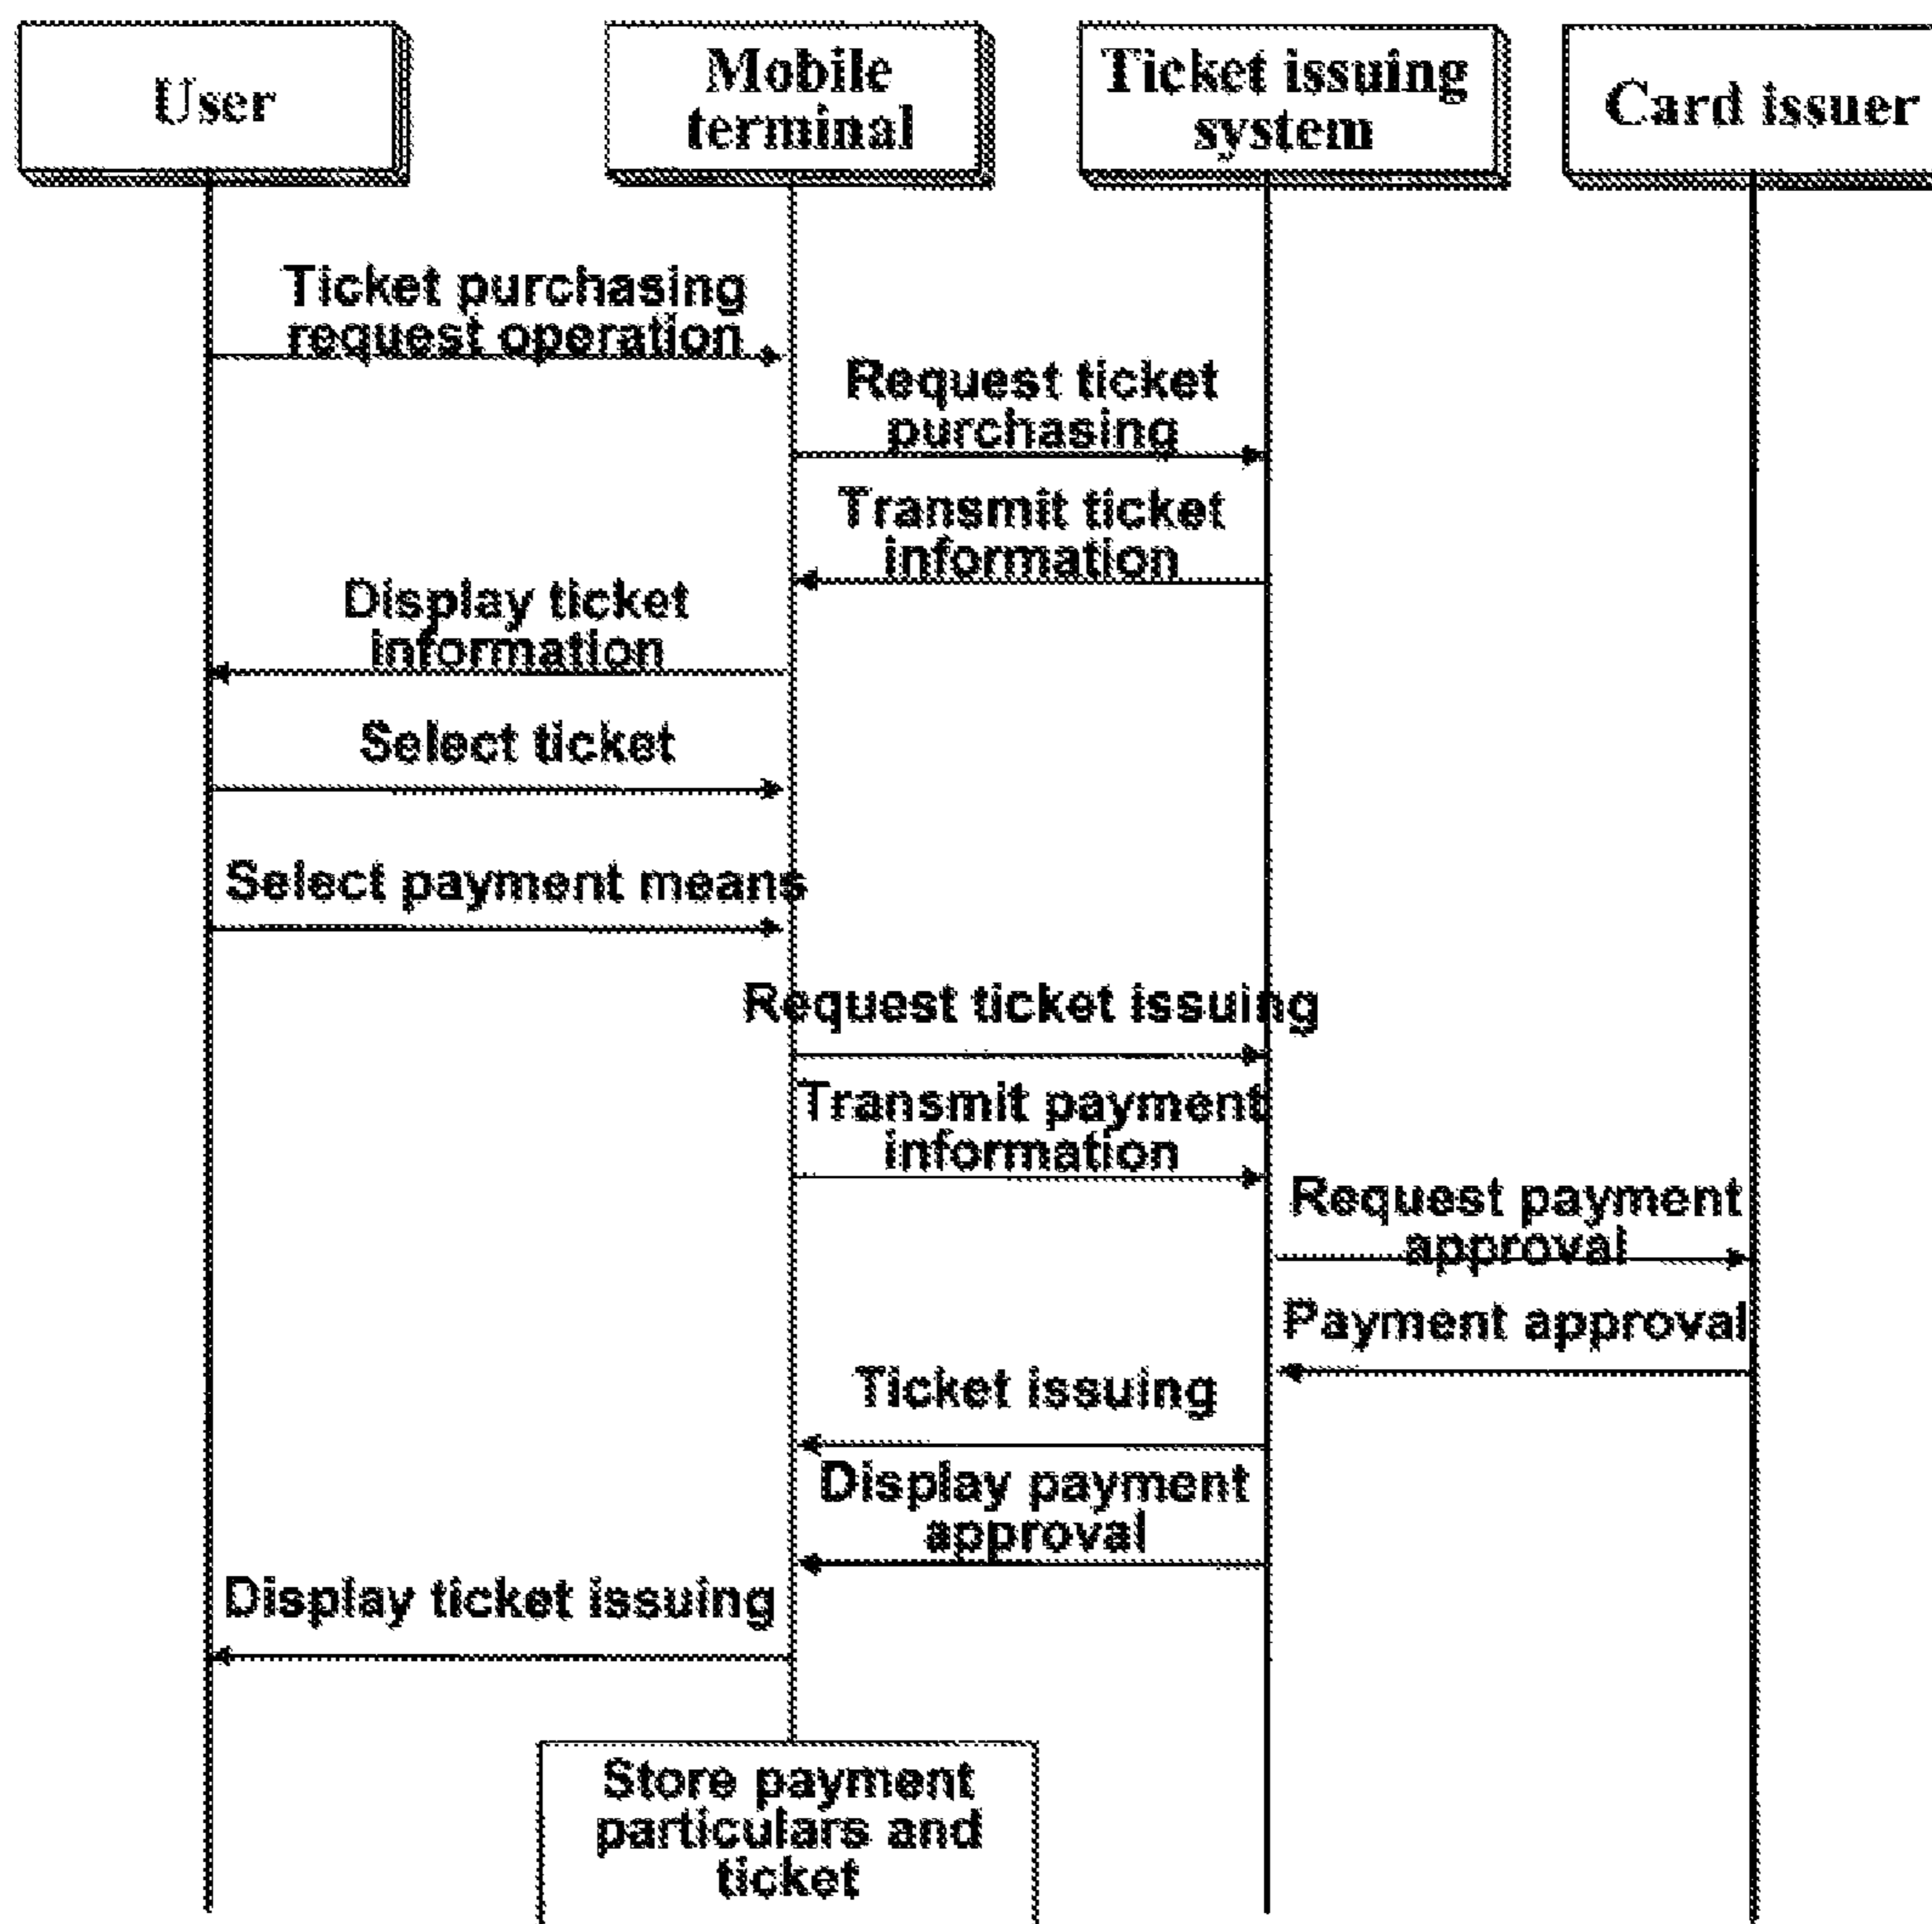 User
Mobile
terminal
Ticket issuing
system
Card issuer
Ticket purchasing
request operation
Request ticket
purchasing
Transmit ticket
information
Display ticket
information
Select ticket
Select payment means
Request ticket issuing
Transmit payment
information
Request payment
approval
Payment approval
Ticket issuing
Display payment
approval
Display ticket issuing
Store payment
particulars and
ticket